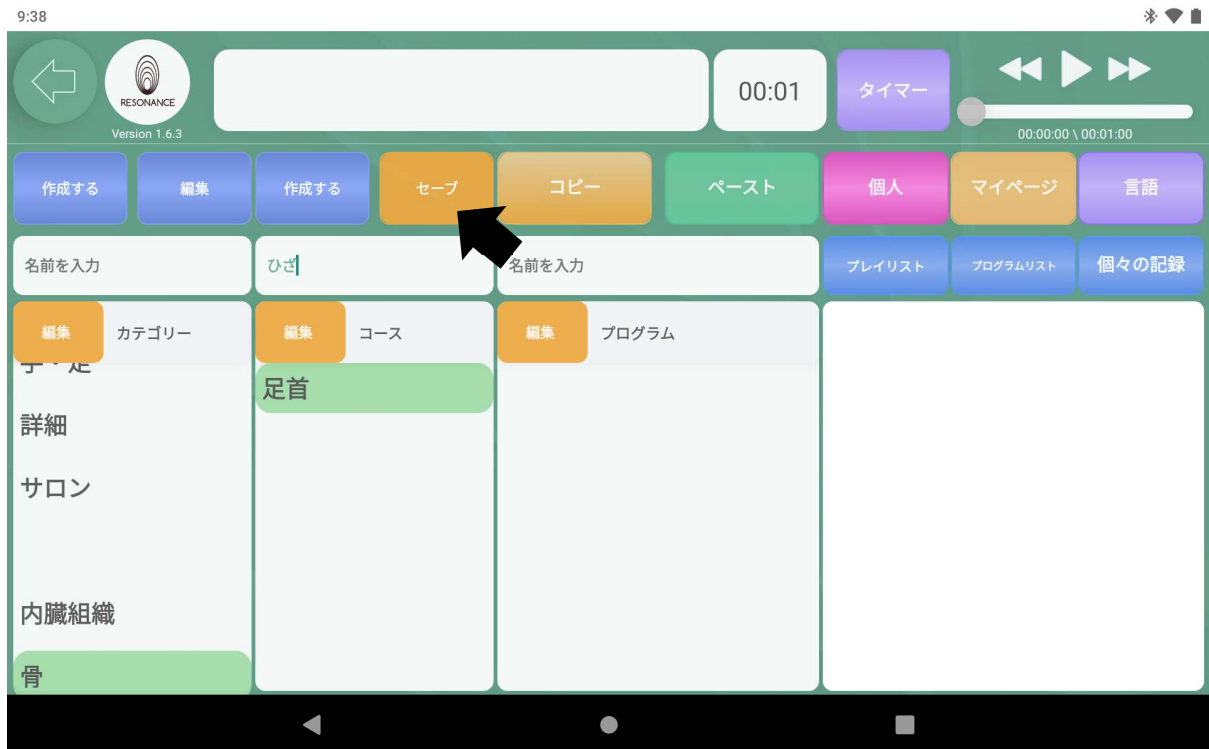 9:38
RESONANCE
Version 1.6.3
00:01
タイマー
00:00:00 \ 00:01:00
作成する
編集
作成する
セーブ
コピー
ペースト
個人
マイページ
言語
名前を入力
ひざ
名前を入力
プレイリスト
プログラムリスト
個々の記録
編集
カテゴリー
編集
コース
編集
プログラム
手・足
足首
詳細
サロン
内臓組織
骨